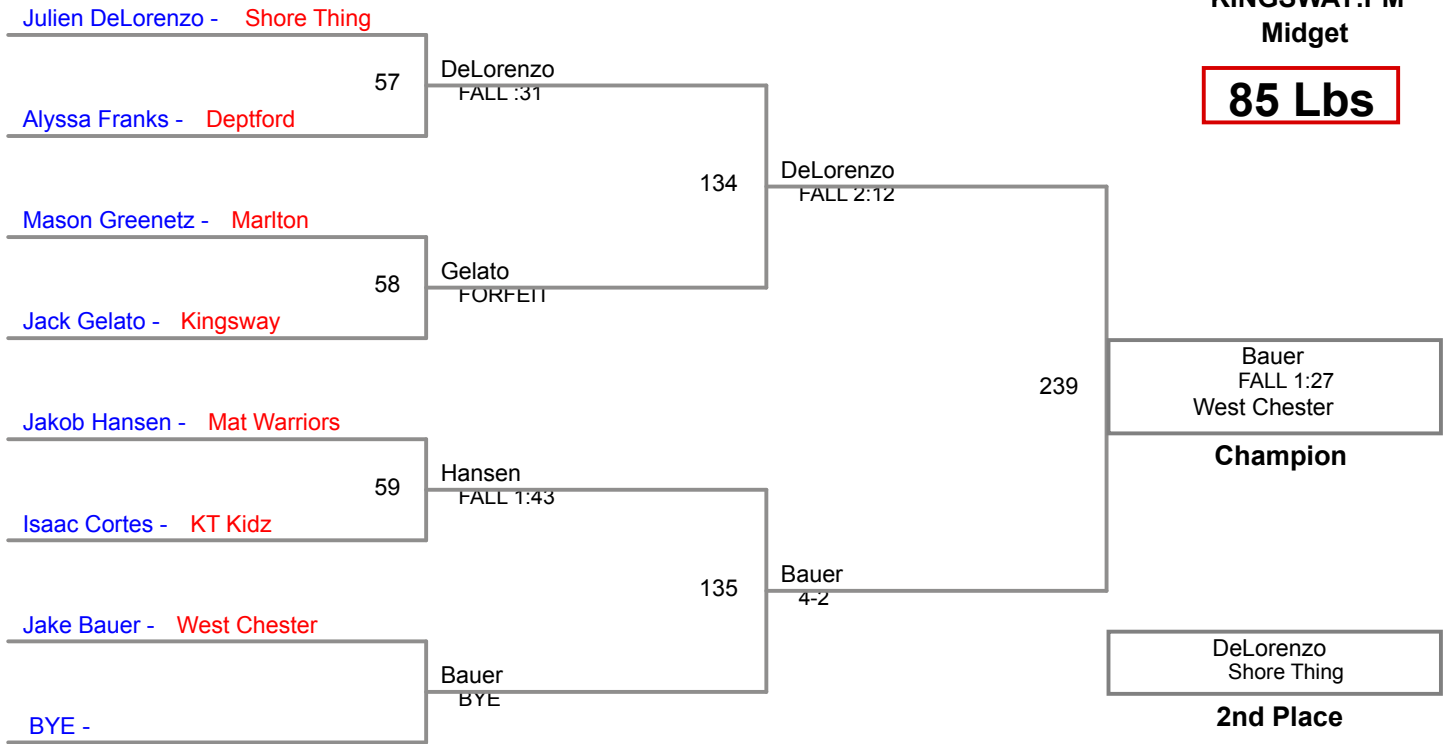 KINGSWAY.PM
Midget
85 Lbs
Julien DeLorenzo - Shore Thing
57
DeLorenzo
FALL :31
Alyssa Franks - Deptford
134
DeLorenzo
FALL 2:12
Mason Greenetz - Marlton
58
Gelato
FORFEIT
Jack Gelato - Kingsway
239
Bauer
FALL 1:27
West Chester
Champion
Jakob Hansen - Mat Warriors
59
Hansen
FALL 1:43
Isaac Cortes - KT Kidz
135
Bauer
4-2
Jake Bauer - West Chester
Bauer
BYE
BYE -
DeLorenzo
Shore Thing
2nd Place